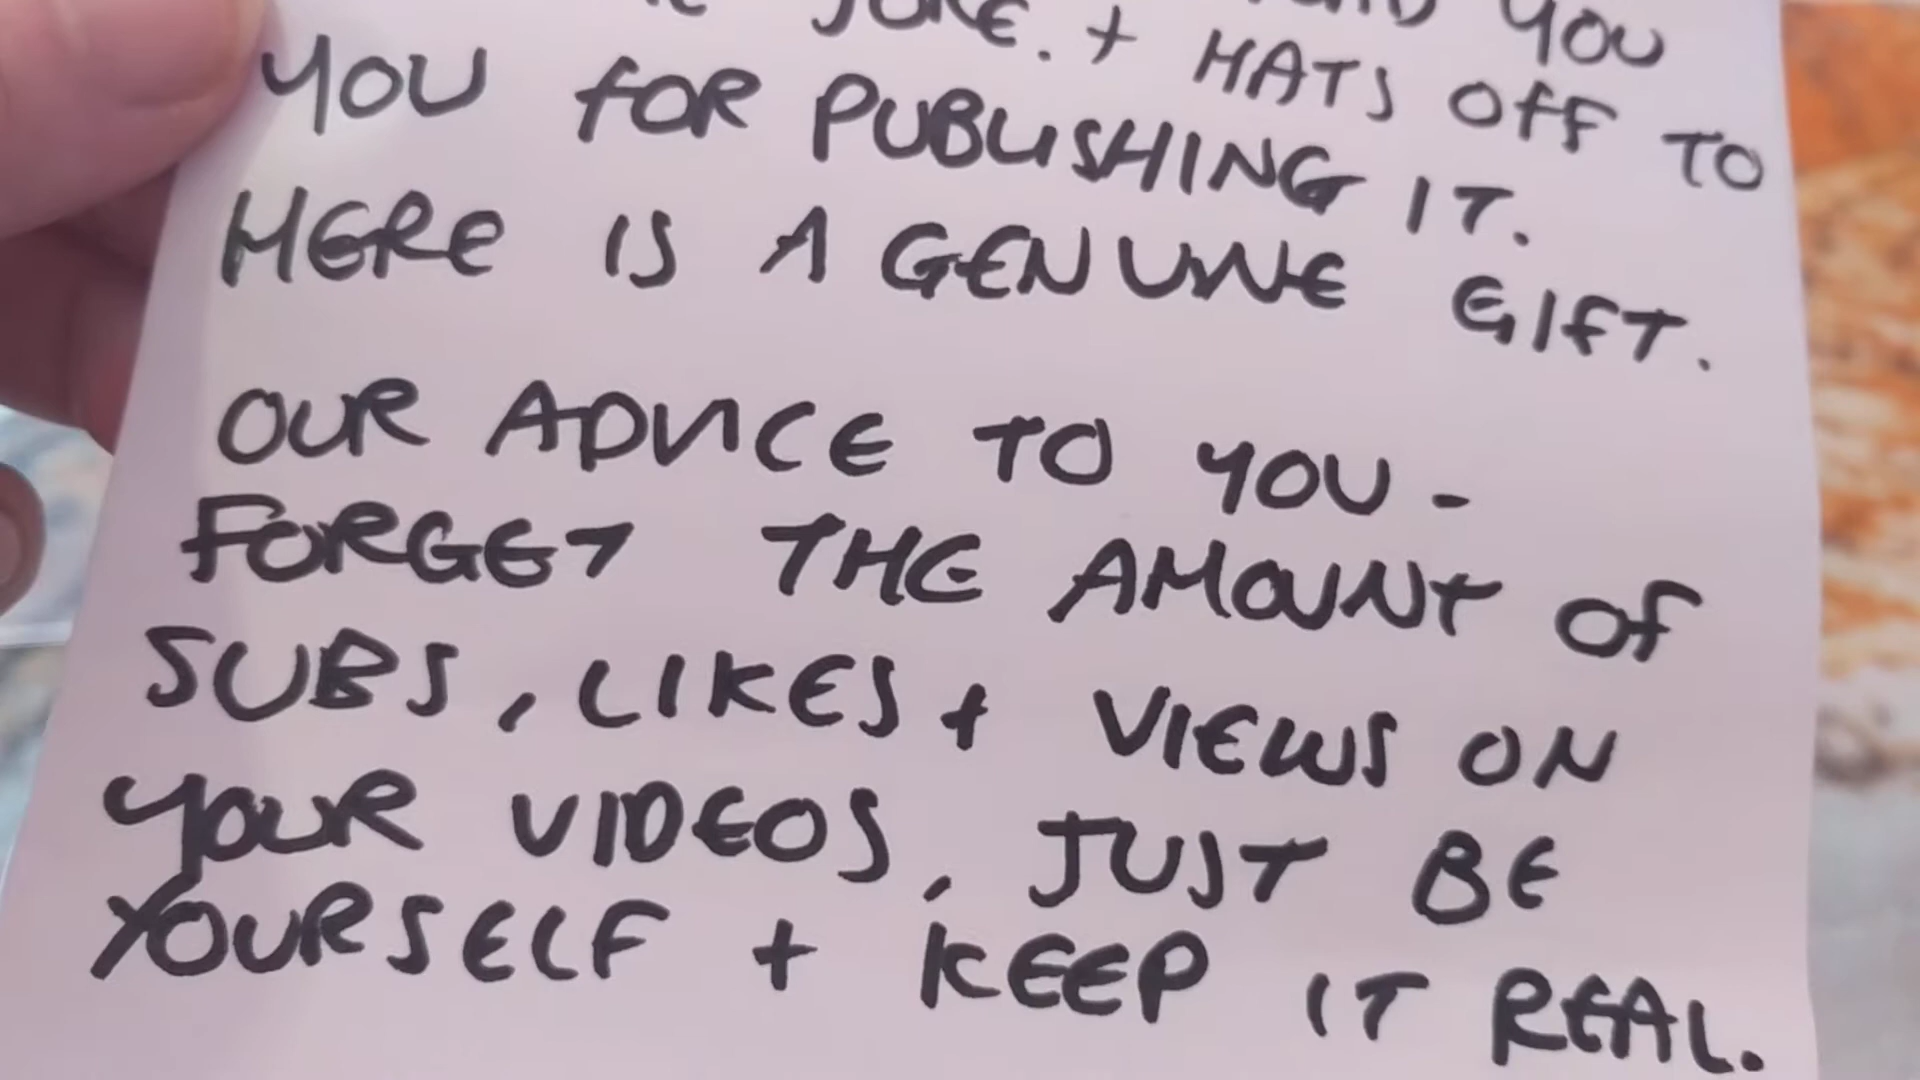 JOKE. + HATS OFF TO
YOU FOR PUBLISHING IT.
HERE IS A GENUINE GIFT.
OUR ADVICE TO YOU -
FORGET THE AMOUNT OF
SUBS, LIKES + VIEWS ON
YOUR VIDEOS, JUST BE
YOURSELF + KEEP IT REAL.